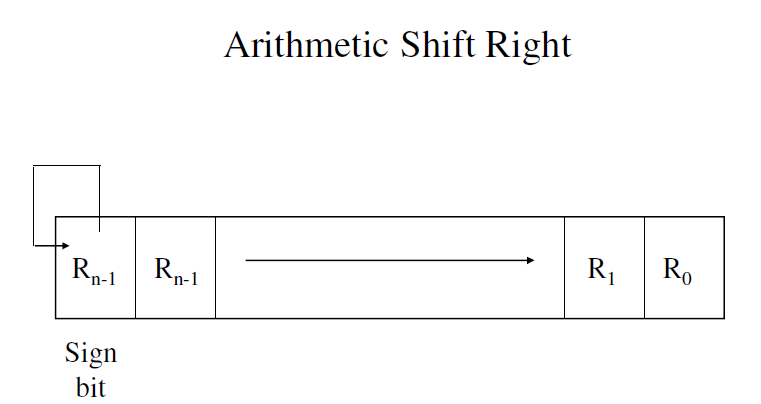 Arithmetic Shift Right
Rn-1 Rn-1 R1 R0
Sign
bit